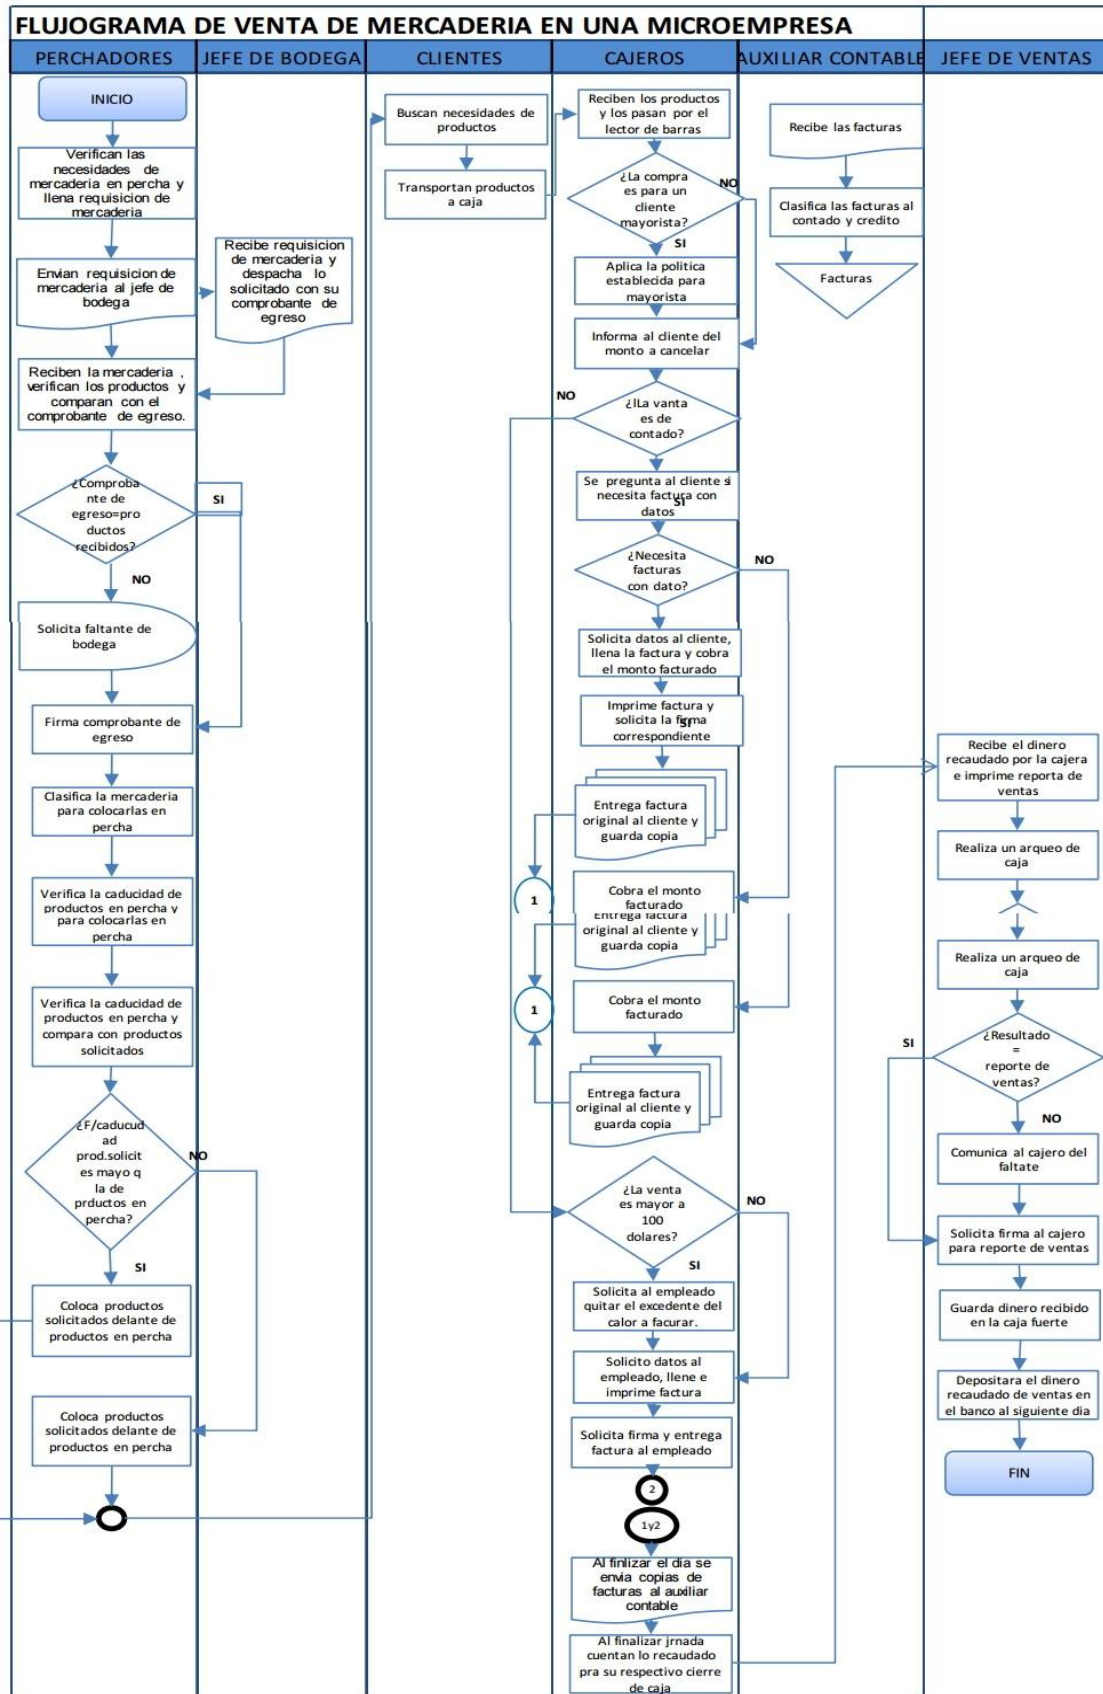 FLUJOGRAMA DE VENTA DE MERCADERIA EN UNA MICROEMPRESA
PERCHADORES
JEFE DE BODEGA
CLIENTES
CAJEROS
AUXILIAR CONTABLE
JEFE DE VENTAS
INICIO
Verifican las
necesidades de
mercaderia en percha y
llena requisicion de
mercaderia
Envian requisicion de
mercaderia al jefe de
bodega
Reciben la mercaderia ,
verifican los productos y
comparan con el
comprobante de egreso.
¿Comproba
nte de
egreso=pro
ductos
recibidos?
SI
NO
Solicita faltante de
bodega
Firma comprobante de
egreso
Clasifica la mercaderia
para colocarlas en
percha
Verifica la caducidad de
productos en percha y
para colocarlas en
percha
Verifica la caducidad de
productos en percha y
compara con productos
solicitados
¿F/caducud
ad
prod.solicit
es mayo q
la de
prductos en
percha?
NO
SI
Coloca productos
solicitados delante de
productos en percha
Coloca productos
solicitados delante de
productos en percha
Recibe requisicion
de mercaderia y
despacha lo
solicitado con su
comprobante de
egreso
Buscan necesidades de
productos
Transportan productos
a caja
Reciben los productos
y los pasan por el
lector de barras
¿La compra
es para un
cliente
mayorista?
NO
SI
Aplica la politica
establecida para
mayorista
Informa al cliente del
monto a cancelar
NO
¿lLa vanta
es de
contado?
Se pregunta al cliente si
necesita factura con
datos
SI
¿Necesita
facturas
con dato?
NO
Solicita datos al cliente,
llena la factura y cobra
el monto facturado
Imprime factura y
solicita la firma
correspondiente
SI
Entrega factura
original al cliente y
guarda copia
1
Cobra el monto
facturado
Entrega factura
original al cliente y
guarda copia
1
Cobra el monto
facturado
Entrega factura
original al cliente y
guarda copia
¿La venta
es mayor a
100
dolares?
NO
SI
Solicita al empleado
quitar el excedente del
calor a facurar.
Solicito datos al
empleado, llene e
imprime factura
Solicita firma y entrega
factura al empleado
2
1y2
Al finlizar el dia se
envia copias de
facturas al auxiliar
contable
Al finalizar jrnada
cuentan lo recaudado
pra su respectivo cierre
de caja
Recibe las facturas
Clasifica las facturas al
contado y credito
Facturas
Recibe el dinero
recaudado por la cajera
e imprime reporta de
ventas
Realiza un arqueo de
caja
Realiza un arqueo de
caja
SI
¿Resultado
=
reporte de
ventas?
NO
Comunica al cajero del
faltate
Solicita firma al cajero
para reporte de ventas
Guarda dinero recibido
en la caja fuerte
Depositara el dinero
recaudado de ventas en
el banco al siguiente dia
FIN